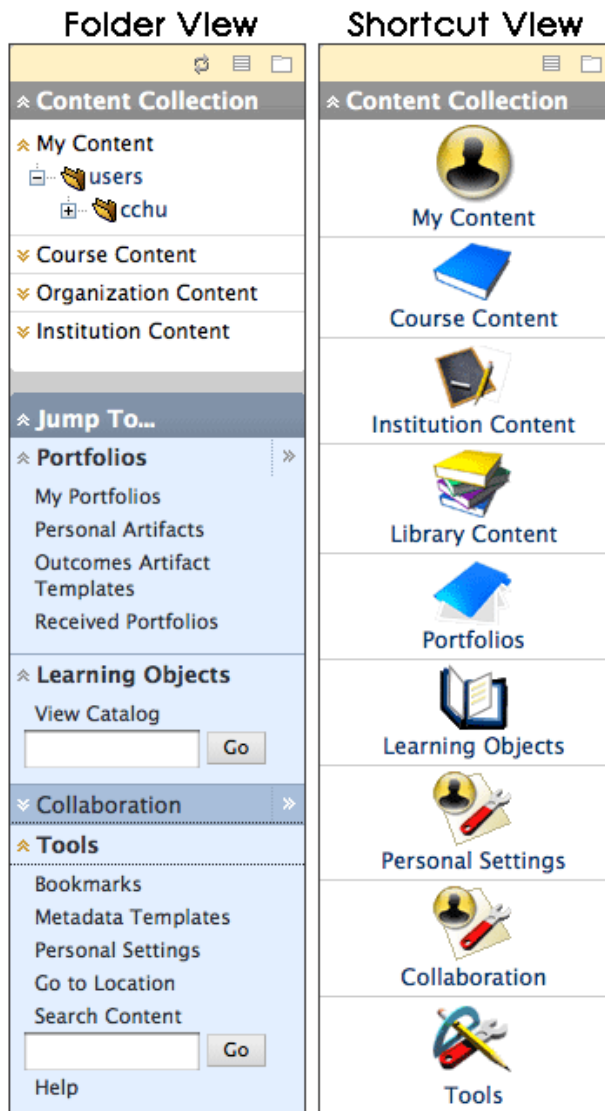 Folder View
Content Collection
My Content
users
cchu
Course Content
Organization Content
Institution Content
Jump To...
Portfolios
My Portfolios
Personal Artifacts
Outcomes Artifact
Templates
Received Portfolios
Learning Objects
View Catalog
Go
Collaboration
Tools
Bookmarks
Metadata Templates
Personal Settings
Go to Location
Search Content
Go
Help
Shortcut View
Content Collection
My Content
Course Content
Institution Content
Library Content
Portfolios
Learning Objects
Personal Settings
Collaboration
Tools